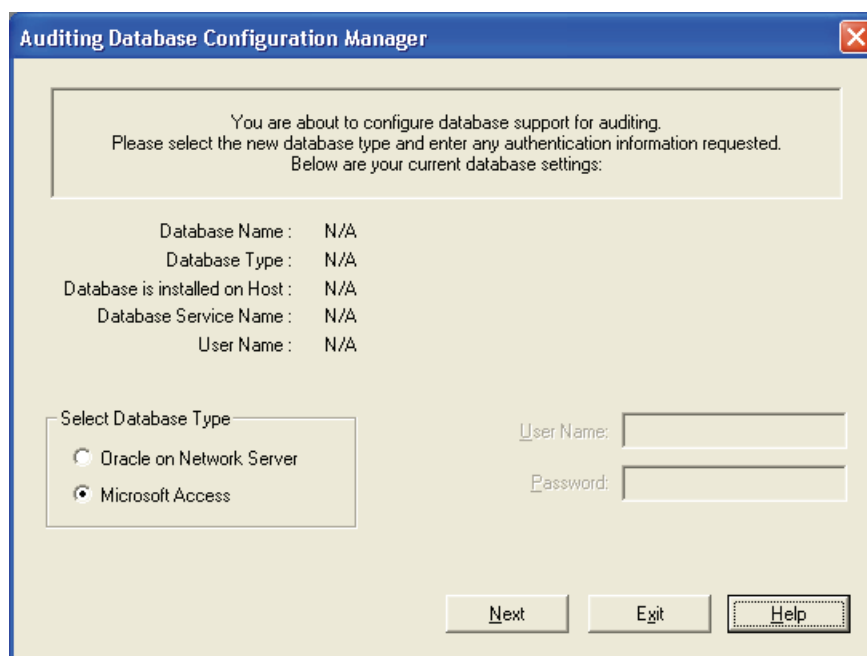 Auditing Database Configuration Manager
You are about to configure database support for auditing.
Please select the new database type and enter any authentication information requested.
Below are your current database settings:
Database Name : N/A
Database Type : N/A
Database is installed on Host : N/A
Database Service Name : N/A
User Name : N/A
Select Database Type
Oracle on Network Server
Microsoft Access
User Name:
Password:
Next Exit Help